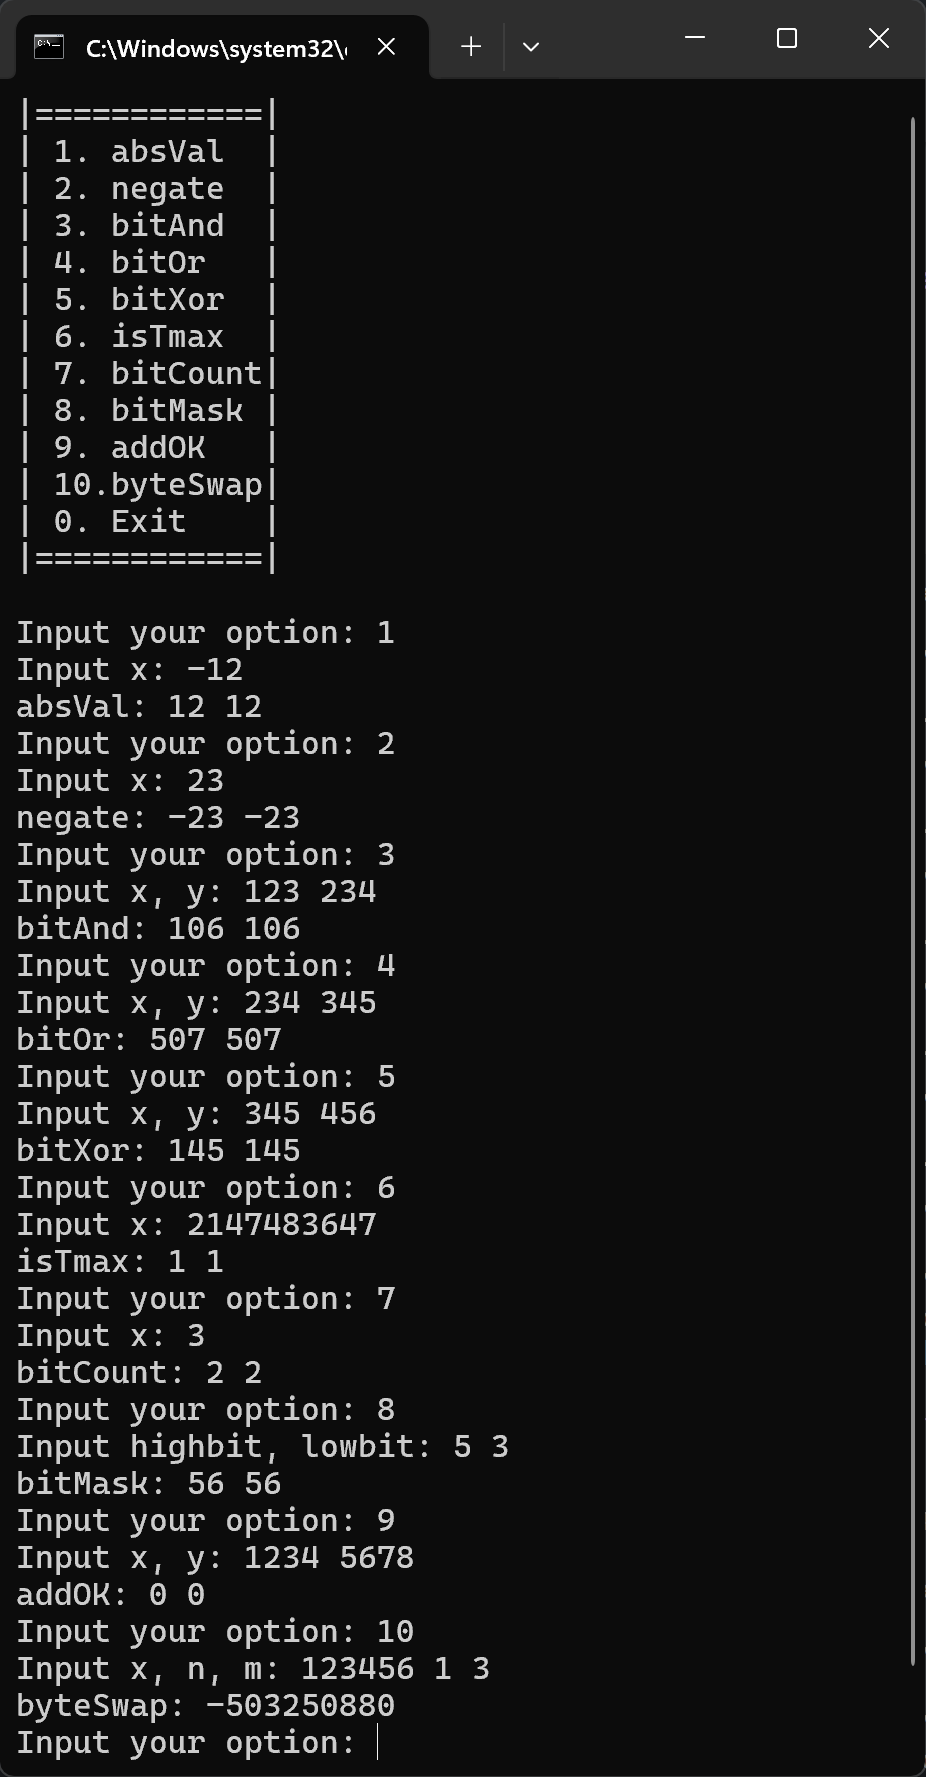 C:\Windows\system32\
|============|
| 1. absVal  |
| 2. negate  |
| 3. bitAnd  |
| 4. bitOr   |
| 5. bitXor  |
| 6. isTmax  |
| 7. bitCount|
| 8. bitMask |
| 9. addOK   |
| 10.byteSwap|
| 0. Exit    |
|============|
Input your option: 1
Input x: -12
absVal: 12 12
Input your option: 2
Input x: 23
negate: -23 -23
Input your option: 3
Input x, y: 123 234
bitAnd: 106 106
Input your option: 4
Input x, y: 234 345
bitOr: 507 507
Input your option: 5
Input x, y: 345 456
bitXor: 145 145
Input your option: 6
Input x: 2147483647
isTmax: 1 1
Input your option: 7
Input x: 3
bitCount: 2 2
Input your option: 8
Input highbit, lowbit: 5 3
bitMask: 56 56
Input your option: 9
Input x, y: 1234 5678
addOK: 0 0
Input your option: 10
Input x, n, m: 123456 1 3
byteSwap: -503250880
Input your option: